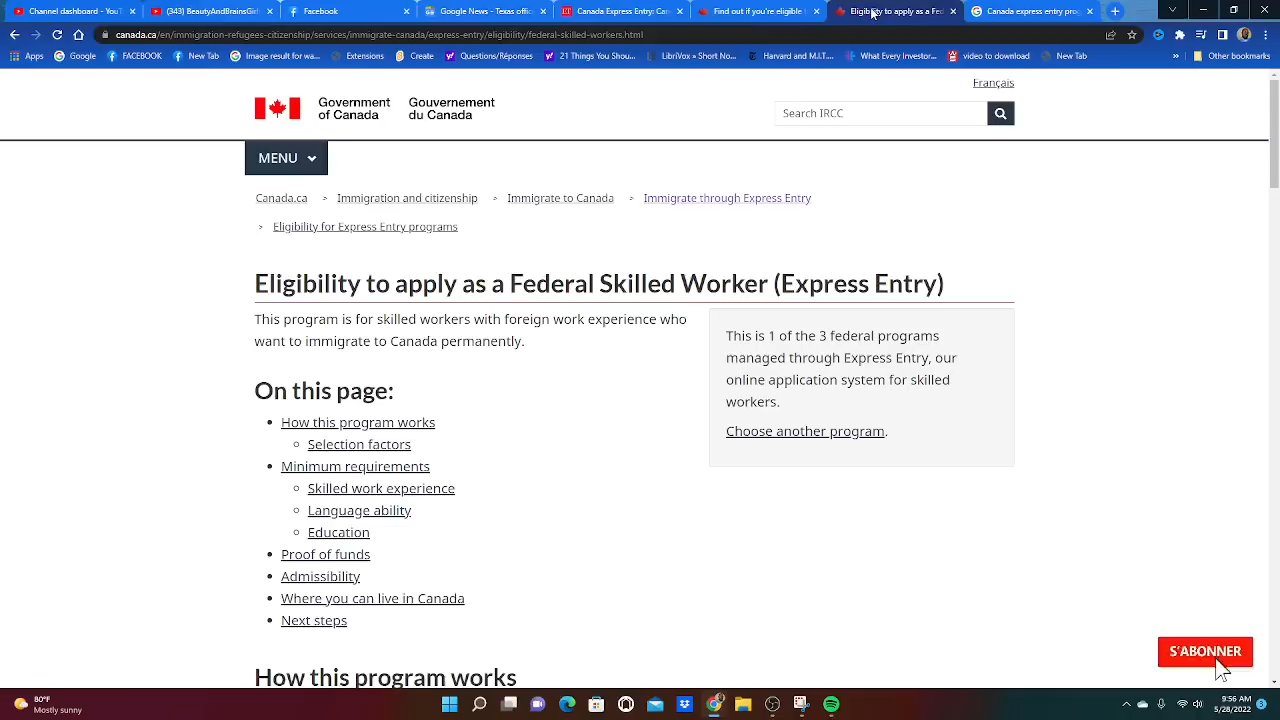 Channel dashboard - YouT
(343) BeautyAndBrainG
Facebook
Google News - Texas offic
Express Entry Can
Find out if you're eligible
Eligibility to apply as a Fed
Canada Express entry prog
canada.ca/en/immigration-refugees-citizenship/services/immigrate-canada/express-entry/eligibility/federal-skilled-workers.html
Apps
Google
FACEBOOK
New Tab
Image result for wa...
Extensions
Create
Questions/Réponses
21 Things You Shou...
LibriVox » Short No...
Harvard and M.I.T....
What Every Investor...
video to download
New Tab
»
Other bookmarks
Français
Government of Canada
Gouvernement du Canada
Search IRCC
MENU
Canada.ca > Immigration and citizenship > Immigrate to Canada > Immigrate through Express Entry
> Eligibility for Express Entry programs
Eligibility to apply as a Federal Skilled Worker (Express Entry)
This program is for skilled workers with foreign work experience who
want to immigrate to Canada permanently.
This is 1 of the 3 federal programs
managed through Express Entry, our
online application system for skilled
workers.
Choose another program.
On this page:
How this program works
Selection factors
Minimum requirements
Skilled work experience
Language ability
Education
Proof of funds
Admissibility
Where you can live in Canada
Next steps
How this program works
S'ABONNER
80°F
Mostly sunny
9:56 AM
5/28/2022